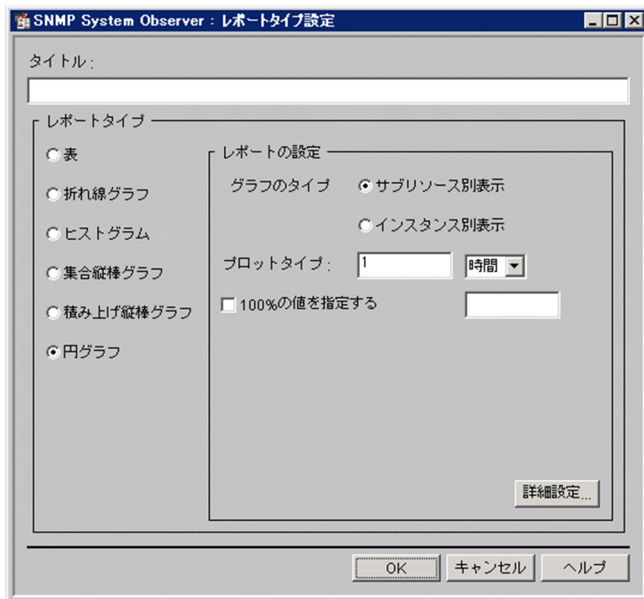 SNMP System Observer : レポートタイプ設定
タイトル :
レポートタイプ
表
折れ線グラフ
ヒストグラム
集合縦棒グラフ
積み上げ縦棒グラフ
円グラフ
レポートの設定
グラフのタイプ サブリソース別表示
インスタンス別表示
プロットタイプ : 1 時間
100%の値を指定する
詳細設定...
OK キャンセル ヘルプ